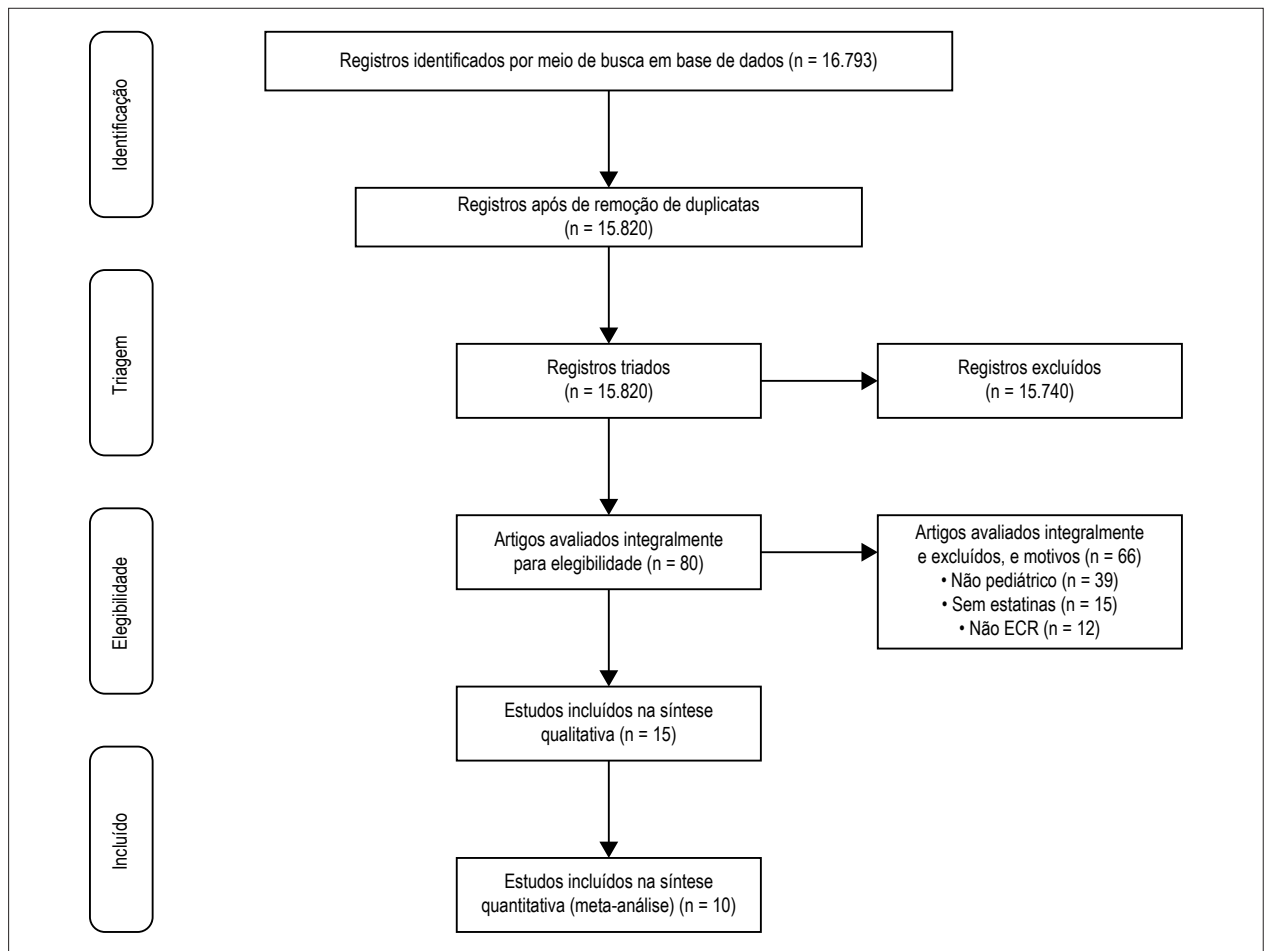 Identificação
Registros identificados por meio de busca em base de dados (n = 16.793)
Registros após de remoção de duplicatas
(n = 15.820)
Triagem
Registros triados
(n = 15.820)
Registros excluídos
(n = 15.740)
Elegibilidade
Artigos avaliados integralmente
para elegibilidade (n = 80)
Artigos avaliados integralmente
e excluídos, e motivos (n = 66)
• Não pediátrico (n = 39)
• Sem estatinas (n = 15)
• Não ECR (n = 12)
Estudos incluídos na síntese
qualitativa (n = 15)
Incluído
Estudos incluídos na síntese
quantitativa (meta-análise) (n = 10)